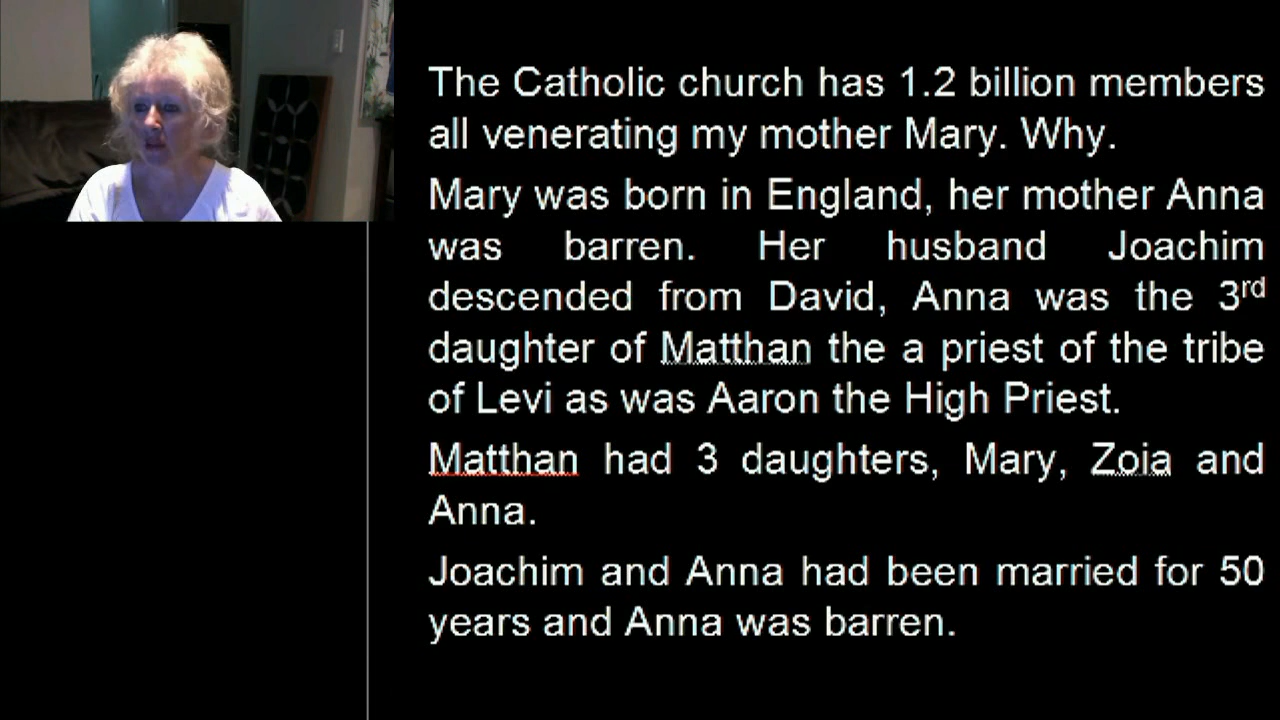 The Catholic church has 1.2 billion members
all venerating my mother Mary. Why.
Mary was born in England, her mother Anna
was barren. Her husband Joachim
descended from David, Anna was the 3rd
daughter of Matthan the a priest of the tribe
of Levi as was Aaron the High Priest.
Matthan had 3 daughters, Mary, Zoia and
Anna.
Joachim and Anna had been married for 50
years and Anna was barren.